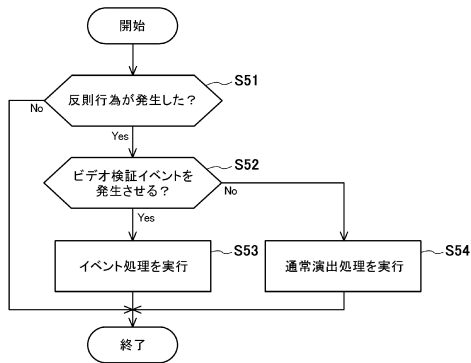 開始
反則行為が発生した？
S51
No
Yes
ビデオ検証イベントを
発生させる？
S52
No
Yes
イベント処理を実行
S53
通常演出処理を実行
S54
終了